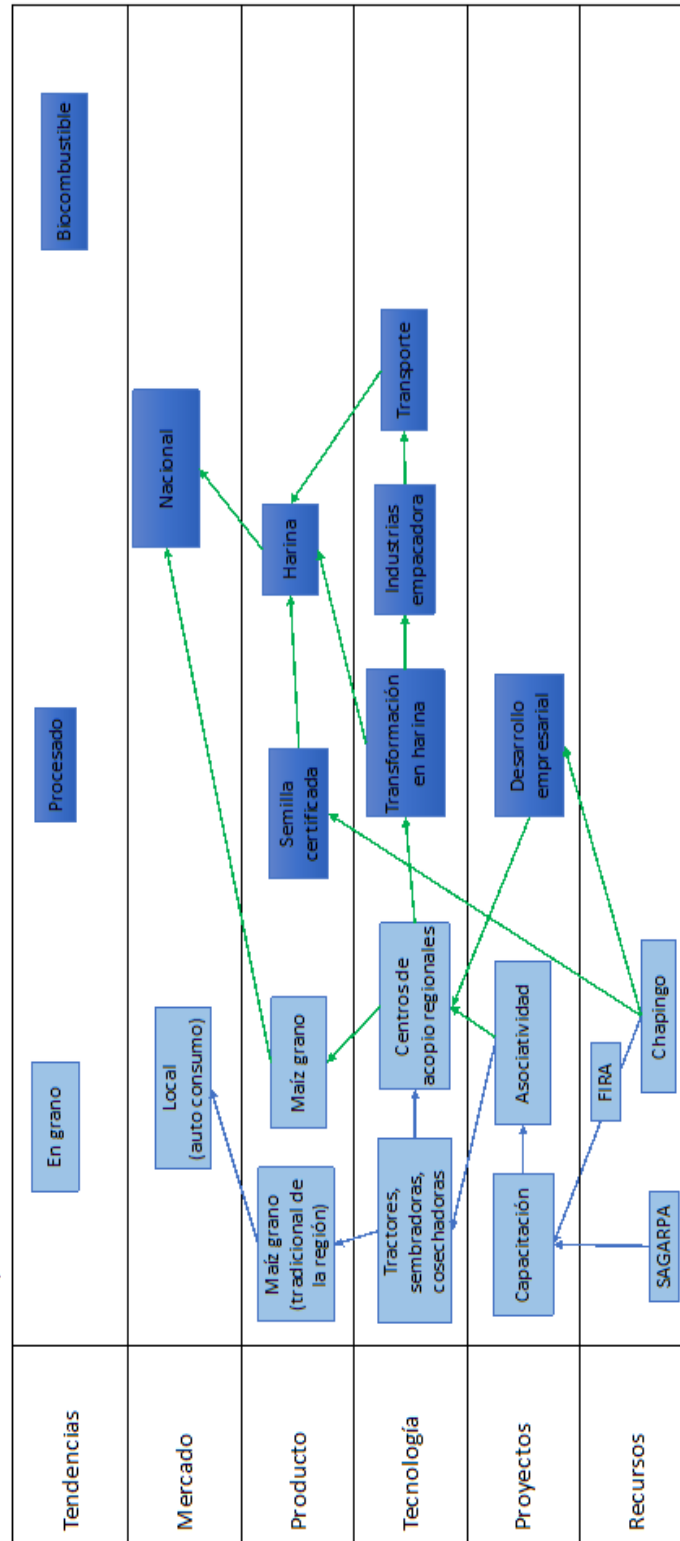 Tendencias
En grano
Procesado
Biocombustible
Mercado
Local
(auto consumo)
Nacional
Producto
Maíz grano
(tradicional de
la región)
Maíz grano
Semilla
certificada
Harina
Tecnología
Tractores,
sembradoras,
cosechadoras
Centros de
acopio regionales
Transformación
en harina
Industrias
empacadora
Transporte
Proyectos
Capacitación
Asociatividad
Desarrollo
empresarial
Recursos
SAGARPA
FIRA
Chapingo